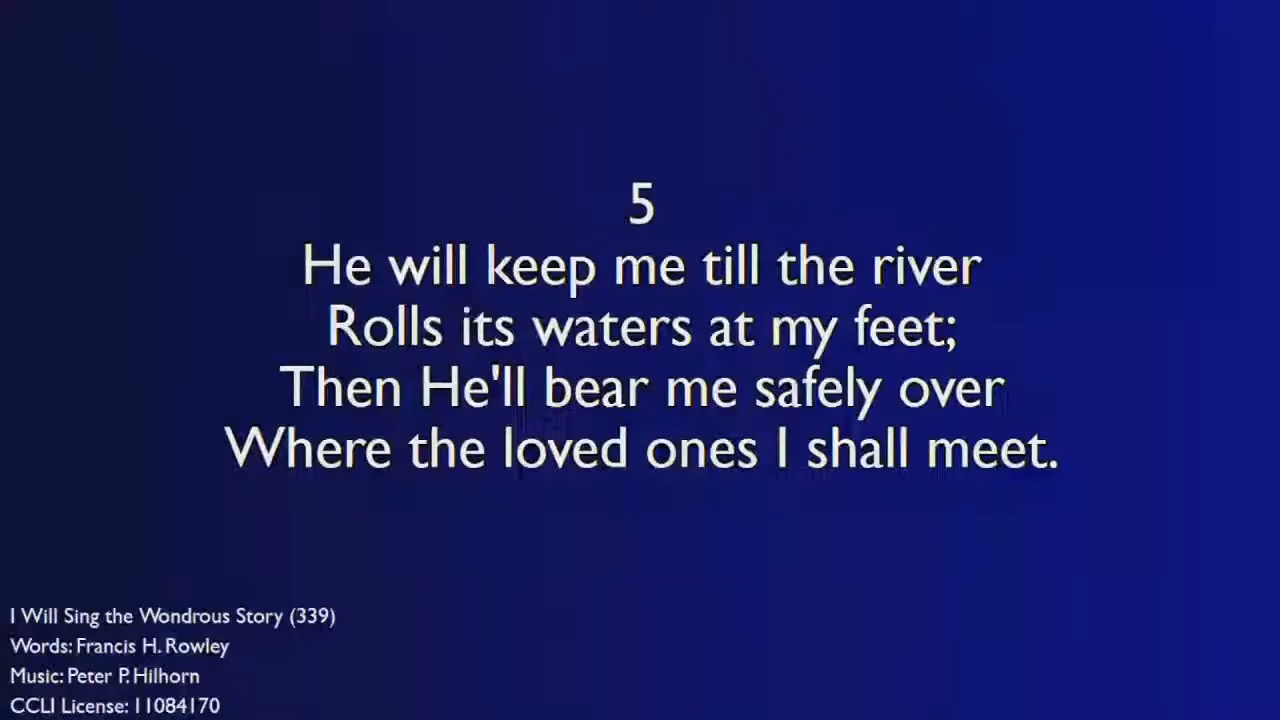 5
He will keep me till the river
Rolls its waters at my feet;
Then He'll bear me safely over
Where the loved ones I shall meet.
I Will Sing the Wondrous Story (339)
Words: Francis H. Rowley
Music: Peter P. Hilhorn
CCLI License: 11084170